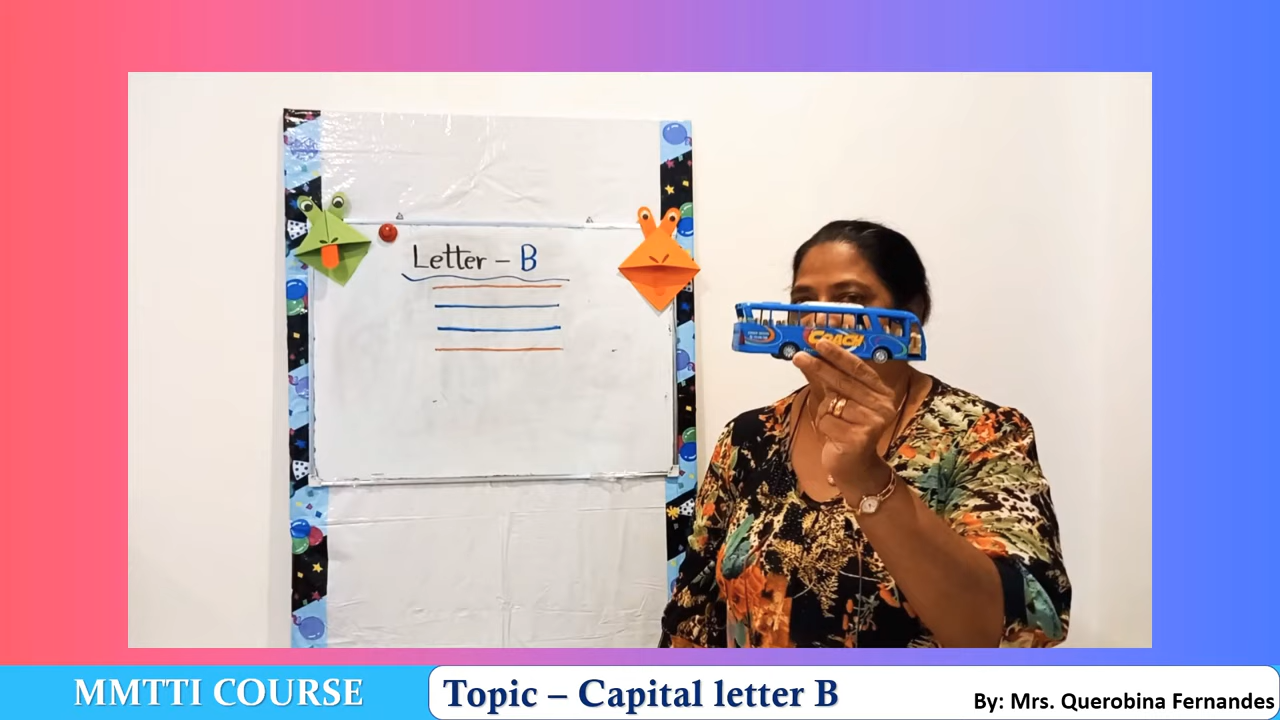 Letter – B
COACH
MMTTI COURSE
Topic – Capital letter B
By: Mrs. Querobina Fernandes